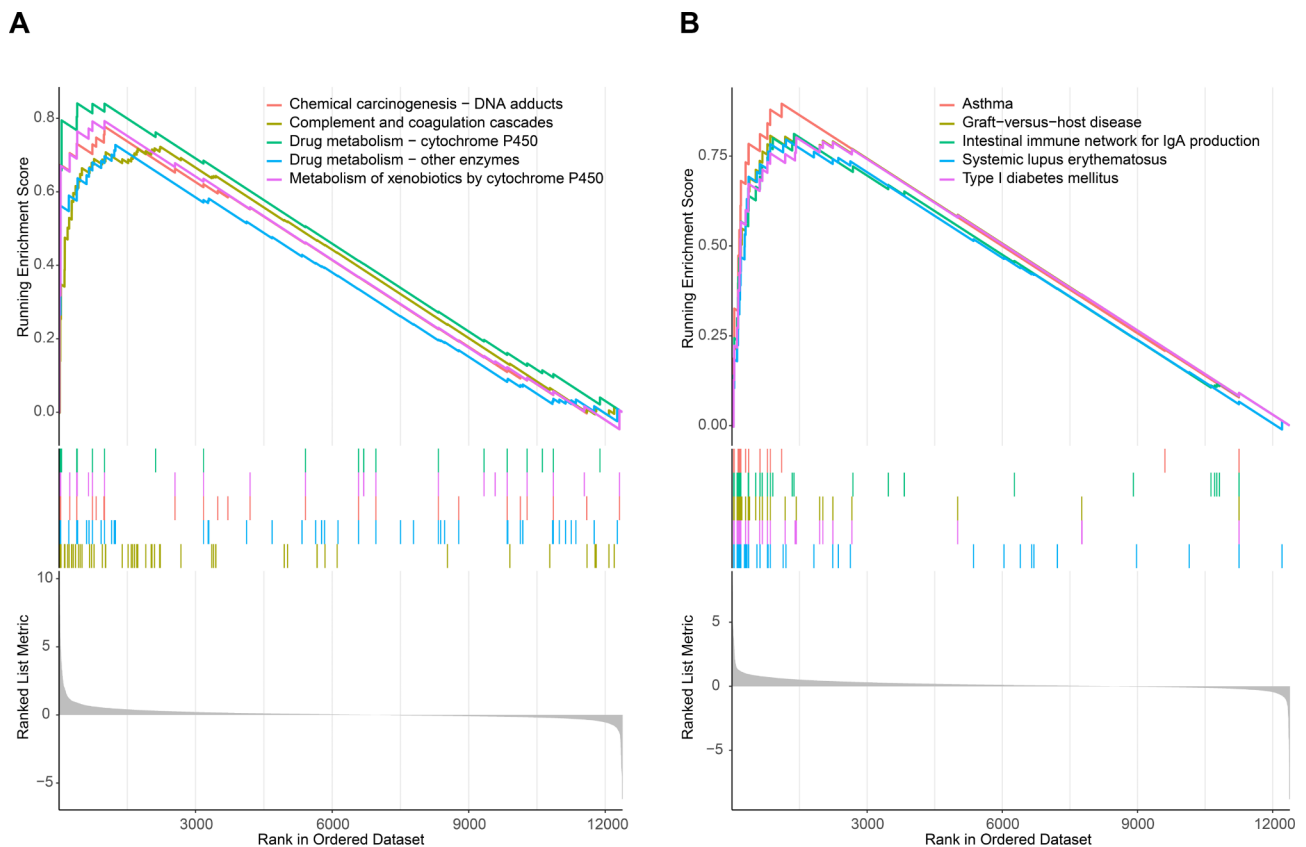 A
Running Enrichment Score
0.8
0.6
0.4
0.2
0.0
Chemical carcinogenesis − DNA adducts
Complement and coagulation cascades
Drug metabolism − cytochrome P450
Drug metabolism − other enzymes
Metabolism of xenobiotics by cytochrome P450
Ranked List Metric
10
5
0
−5
3000 6000 9000 12000
Rank in Ordered Dataset
B
Running Enrichment Score
0.75
0.50
0.25
0.00
Asthma
Graft−versus−host disease
Intestinal immune network for IgA production
Systemic lupus erythematosus
Type I diabetes mellitus
Ranked List Metric
5
0
−5
3000 6000 9000 12000
Rank in Ordered Dataset